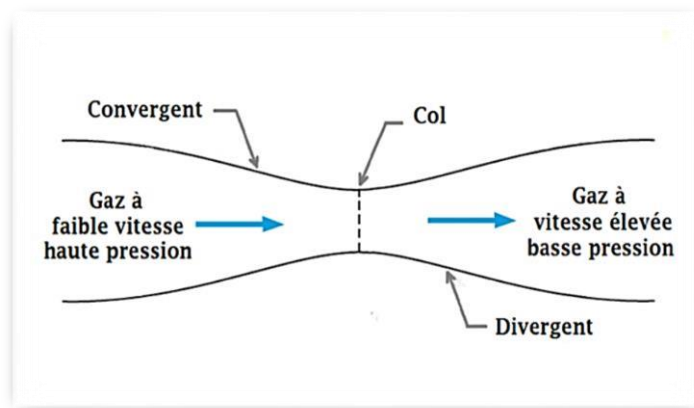 Convergent
Col
Gaz à
faible vitesse
haute pression
Gaz à
vitesse élevée
basse pression
Divergent